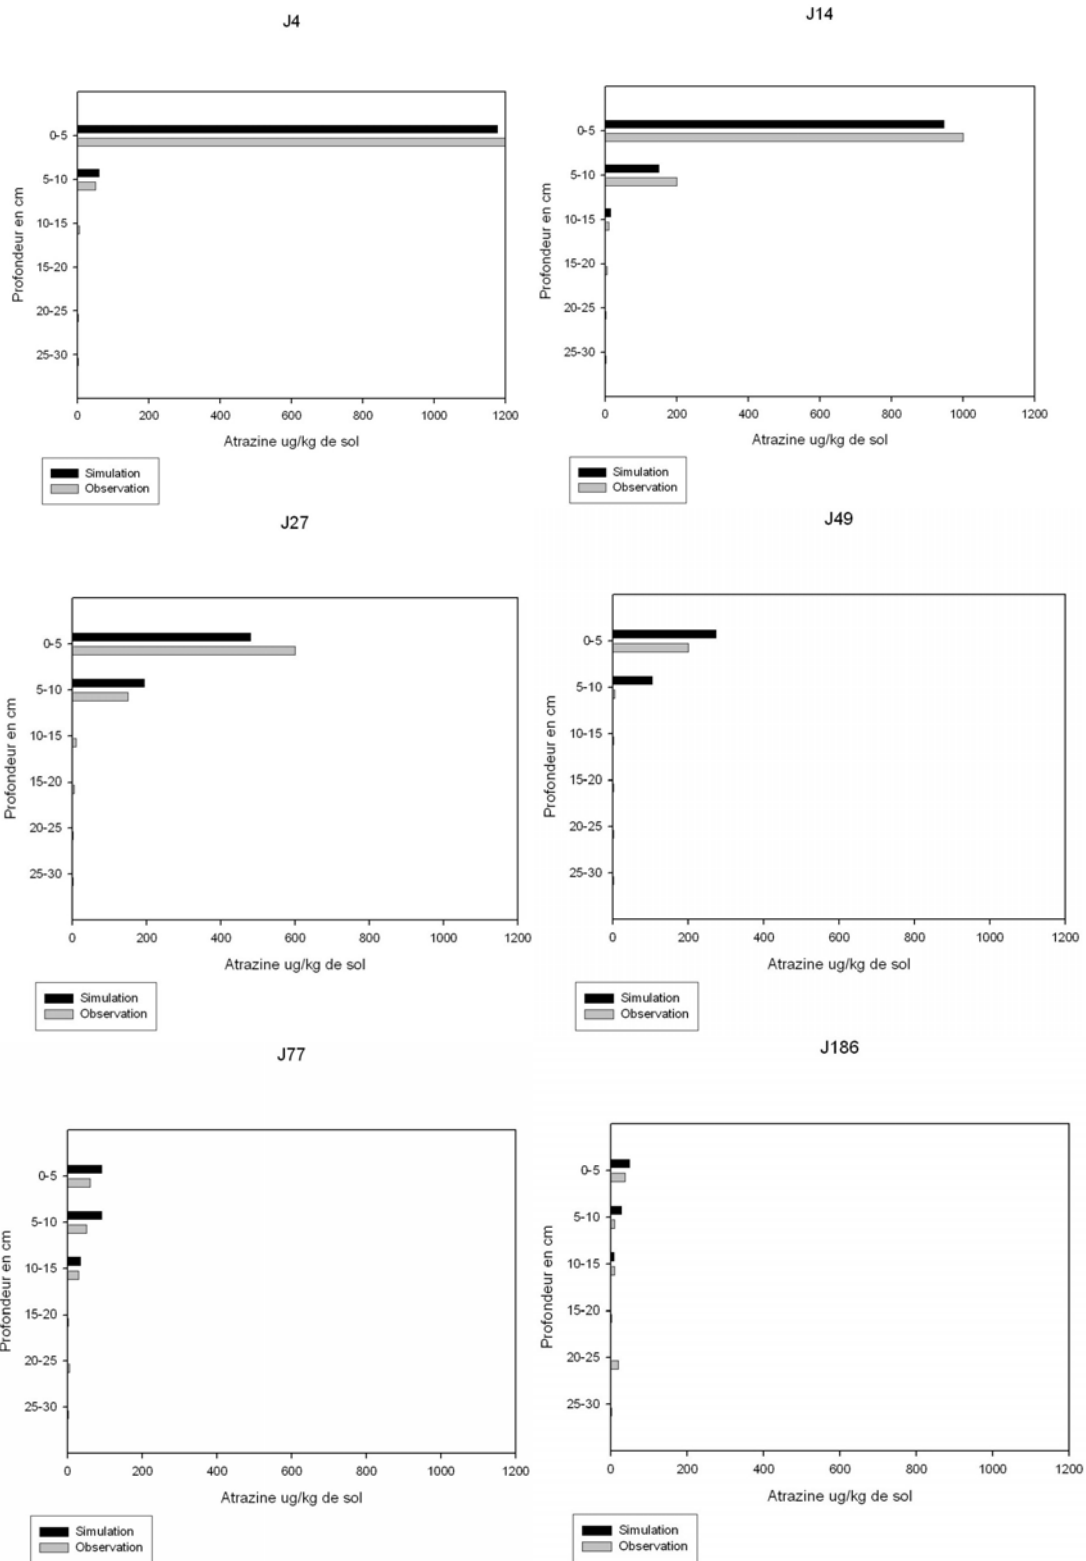 J4
0-5
5-10
10-15
15-20
20-25
25-30
Profondeur en cm
0 200 400 600 800 1000 1200
Atrazine ug/kg de sol
Simulation
Observation
J14
0-5
5-10
10-15
15-20
20-25
25-30
Profondeur en cm
0 200 400 600 800 1000 1200
Atrazine ug/kg de sol
Simulation
Observation
J27
0-5
5-10
10-15
15-20
20-25
25-30
Profondeur en cm
0 200 400 600 800 1000 1200
Atrazine ug/kg de sol
Simulation
Observation
J49
0-5
5-10
10-15
15-20
20-25
25-30
Profondeur en cm
0 200 400 600 800 1000 1200
Atrazine ug/kg de sol
Simulation
Observation
J77
0-5
5-10
10-15
15-20
20-25
25-30
Profondeur en cm
0 200 400 600 800 1000 1200
Atrazine ug/kg de sol
Simulation
Observation
J186
0-5
5-10
10-15
15-20
20-25
25-30
Profondeur en cm
0 200 400 600 800 1000 1200
Atrazine ug/kg de sol
Simulation
Observation